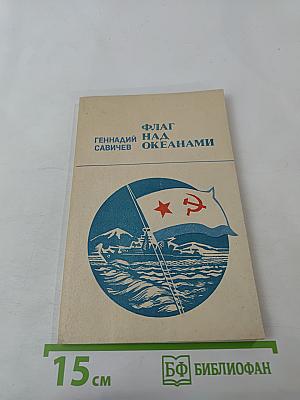 ГЕННАДИЙ
САВИЧЕВ
ФЛАГ
НАД
ОКЕАНАМИ
15 см
БФ БИБЛИОФАН